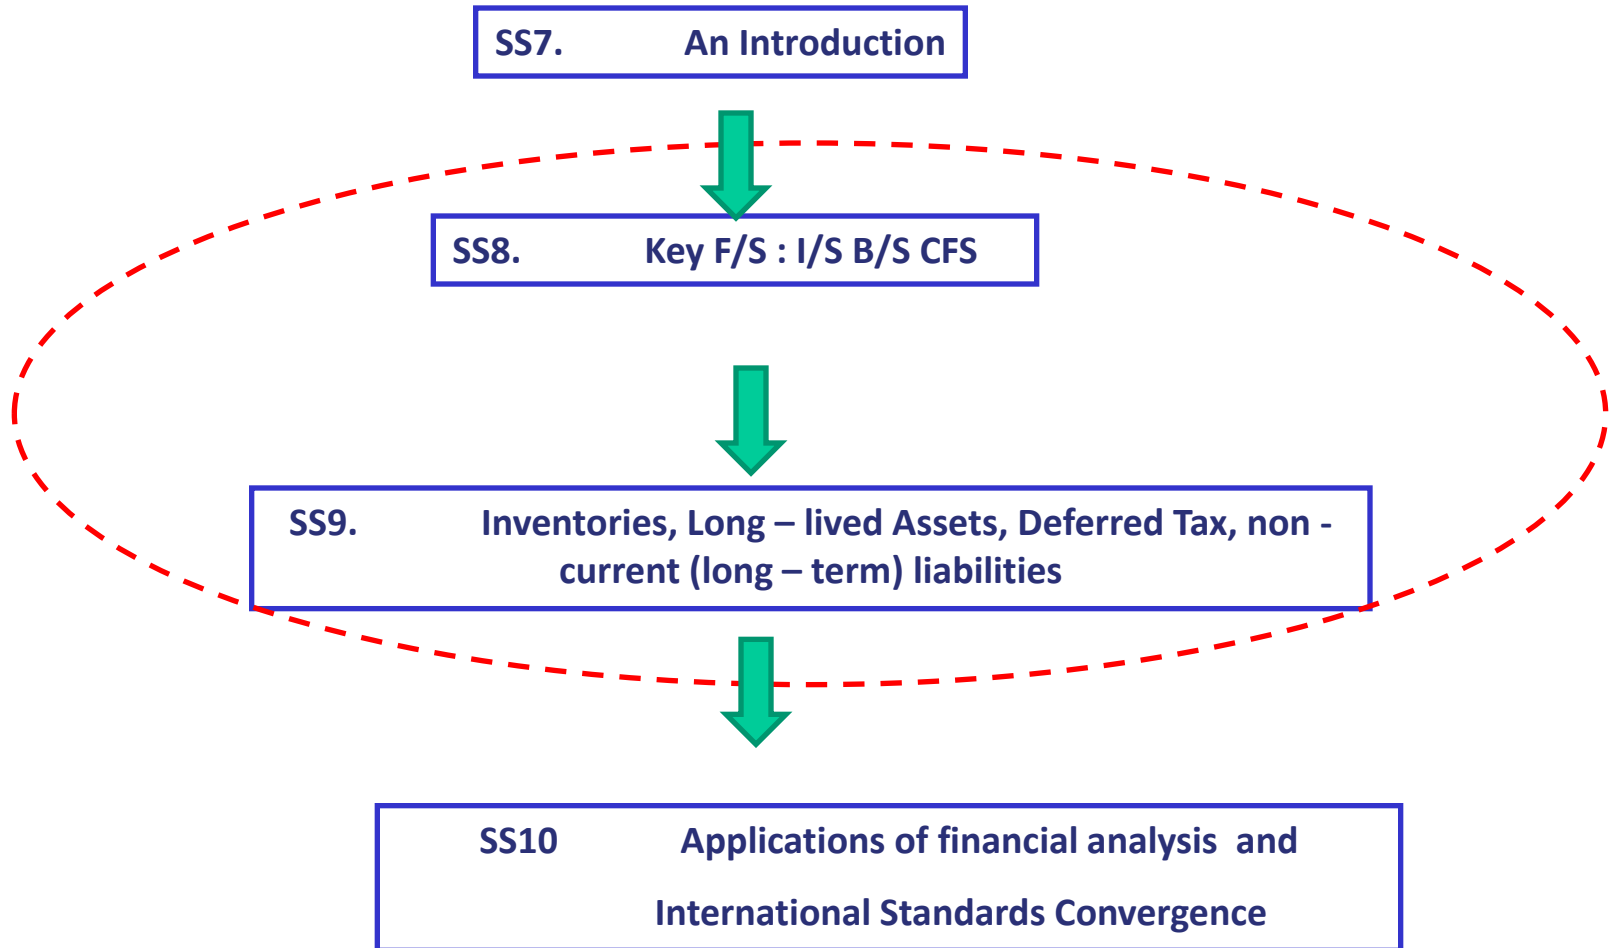 SS7. An Introduction
SS8. Key F/S : I/S B/S CFS
SS9. Inventories, Long – lived Assets, Deferred Tax, non -
current (long – term) liabilities
SS10 Applications of financial analysis and
International Standards Convergence